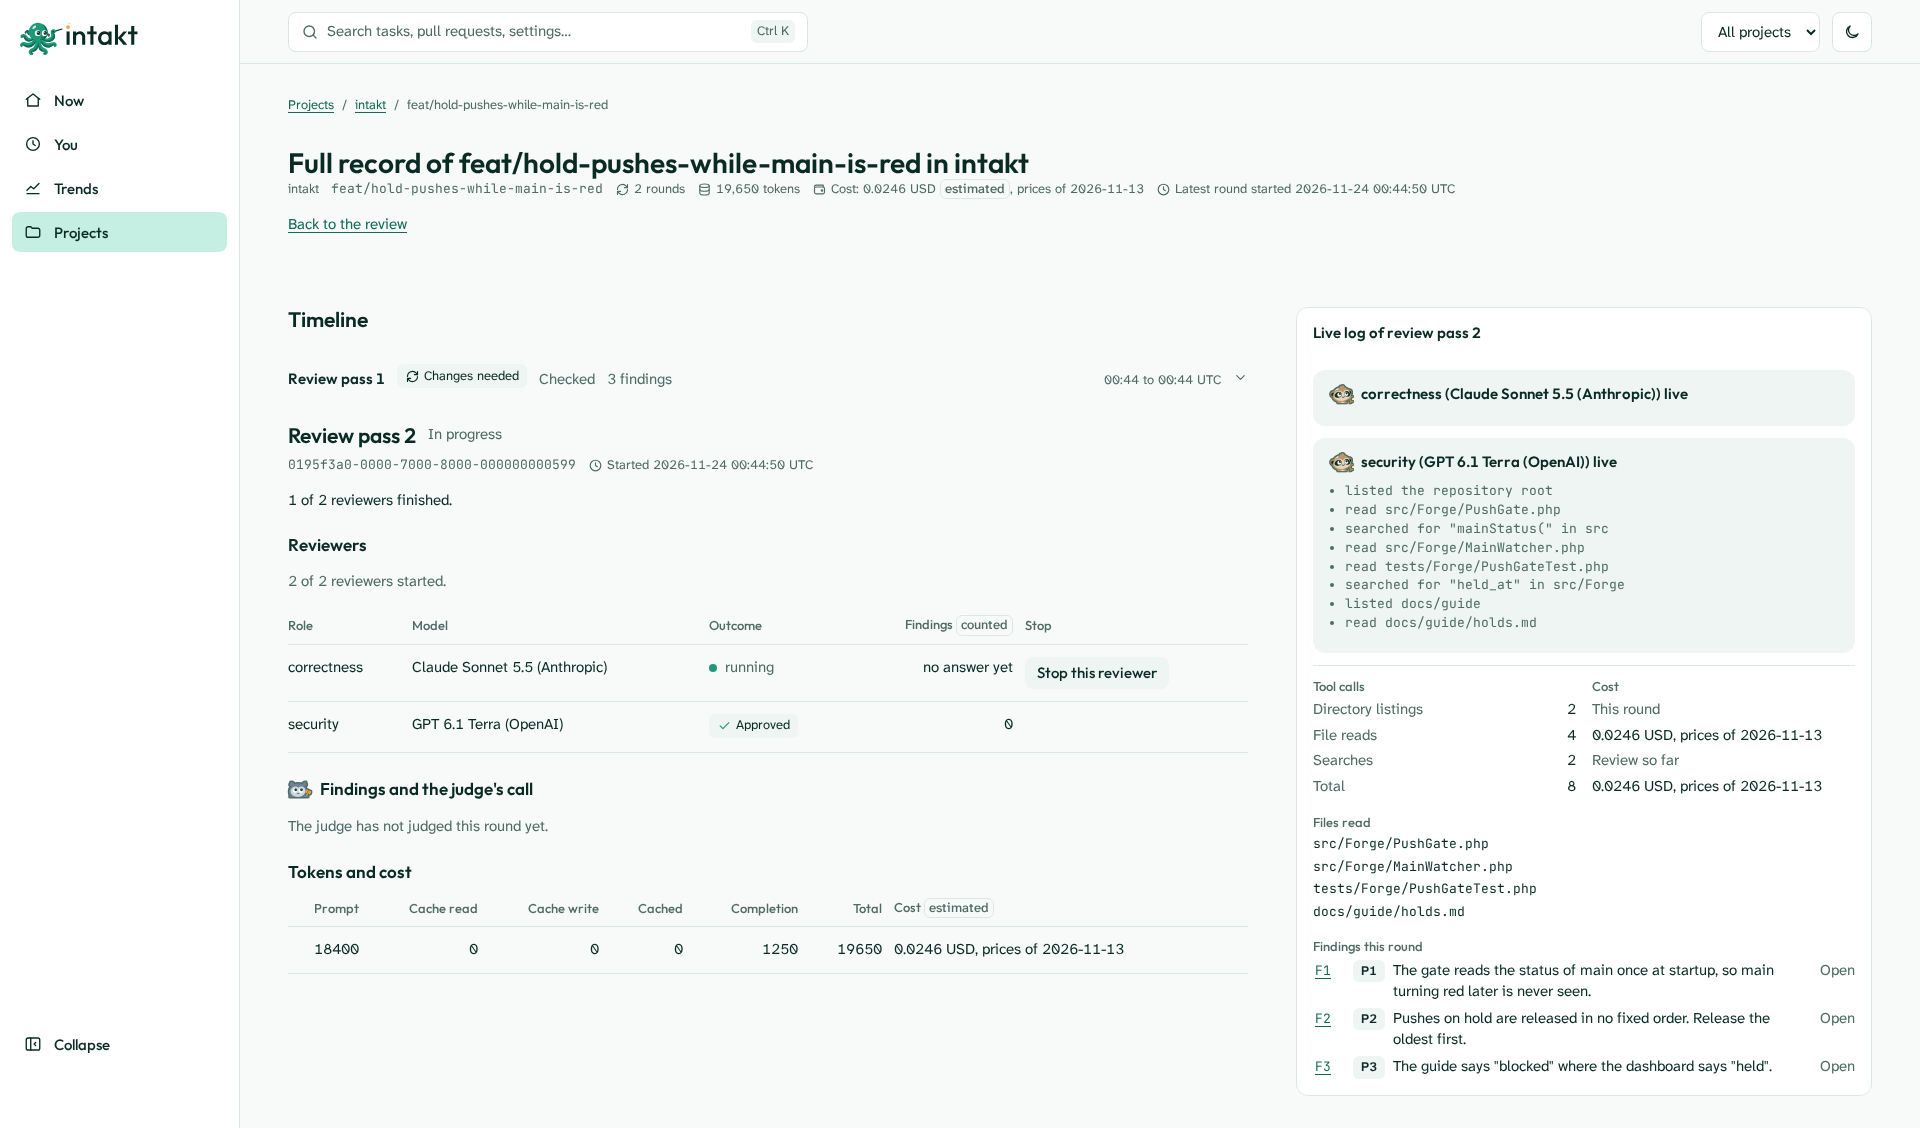 intakt
Search tasks, pull requests, settings...
Ctrl K
All projects
Now
You
Trends
Projects
Collapse
Projects / intakt / feat/hold-pushes-while-main-is-red
Full record of feat/hold-pushes-while-main-is-red in intakt
intakt feat/hold-pushes-while-main-is-red 2 rounds 19,650 tokens Cost: 0.0246 USD estimated, prices of 2026-11-13 Latest round started 2026-11-24 00:44:50 UTC
Back to the review
Timeline
Review pass 1 Changes needed Checked 3 findings 00:44 to 00:44 UTC
Review pass 2 In progress
0195f3a0-0000-7000-8000-000000000599 Started 2026-11-24 00:44:50 UTC
1 of 2 reviewers finished.
Reviewers
2 of 2 reviewers started.
Role Model Outcome Findings counted Stop
correctness Claude Sonnet 5.5 (Anthropic) running no answer yet Stop this reviewer
security GPT 6.1 Terra (OpenAI) Approved 0
Findings and the judge's call
The judge has not judged this round yet.
Tokens and cost
Prompt Cache read Cache write Cached Completion Total Cost estimated
18400 0 0 0 1250 19650 0.0246 USD, prices of 2026-11-13
Live log of review pass 2
correctness (Claude Sonnet 5.5 (Anthropic)) live
security (GPT 6.1 Terra (OpenAI)) live
• listed the repository root
• read src/Forge/PushGate.php
• searched for "mainStatus(" in src
• read src/Forge/MainWatcher.php
• read tests/Forge/PushGateTest.php
• searched for "held_at" in src/Forge
• listed docs/guide
• read docs/guide/holds.md
Tool calls Cost
Directory listings 2 This round
File reads 4 0.0246 USD, prices of 2026-11-13
Searches 2 Review so far
Total 8 0.0246 USD, prices of 2026-11-13
Files read
src/Forge/PushGate.php
src/Forge/MainWatcher.php
tests/Forge/PushGateTest.php
docs/guide/holds.md
Findings this round
F1 P1 The gate reads the status of main once at startup, so main Open
turning red later is never seen.
F2 P2 Pushes on hold are released in no fixed order. Release the Open
oldest first.
F3 P3 The guide says "blocked" where the dashboard says "held". Open